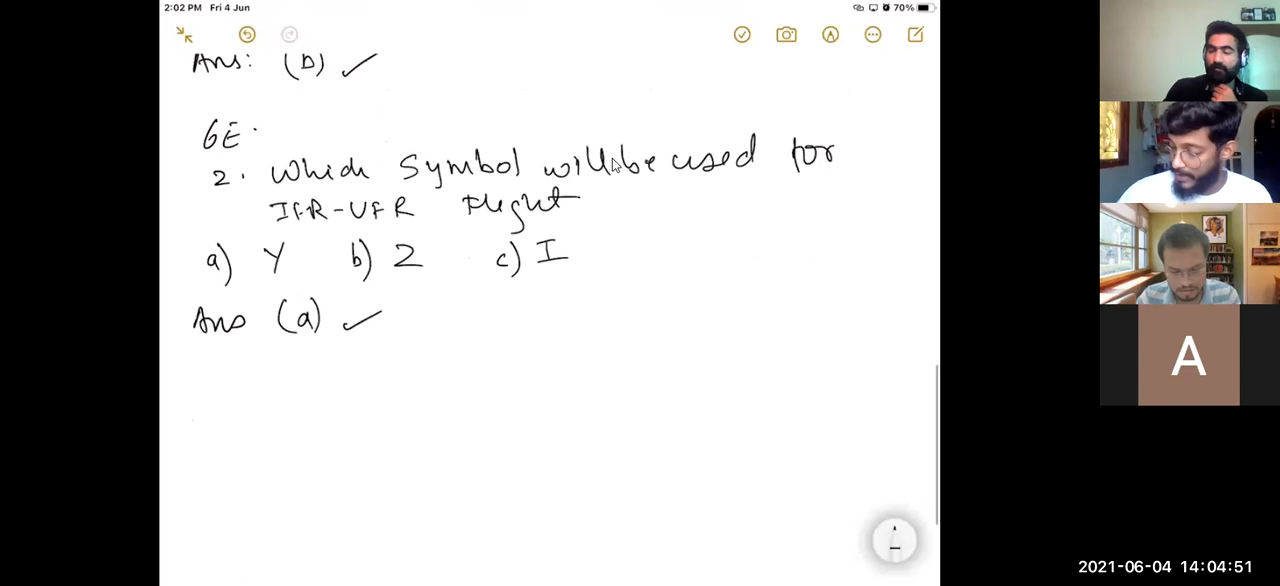 2:02 PM Fri 4 Jun
70%
Ans: (D) ✓
6E.
2. Which Symbol will be used for
IFR-VFR Flight
a) Y b) Z c) I
Ans (a) ✓
A
2021-06-04 14:04:51